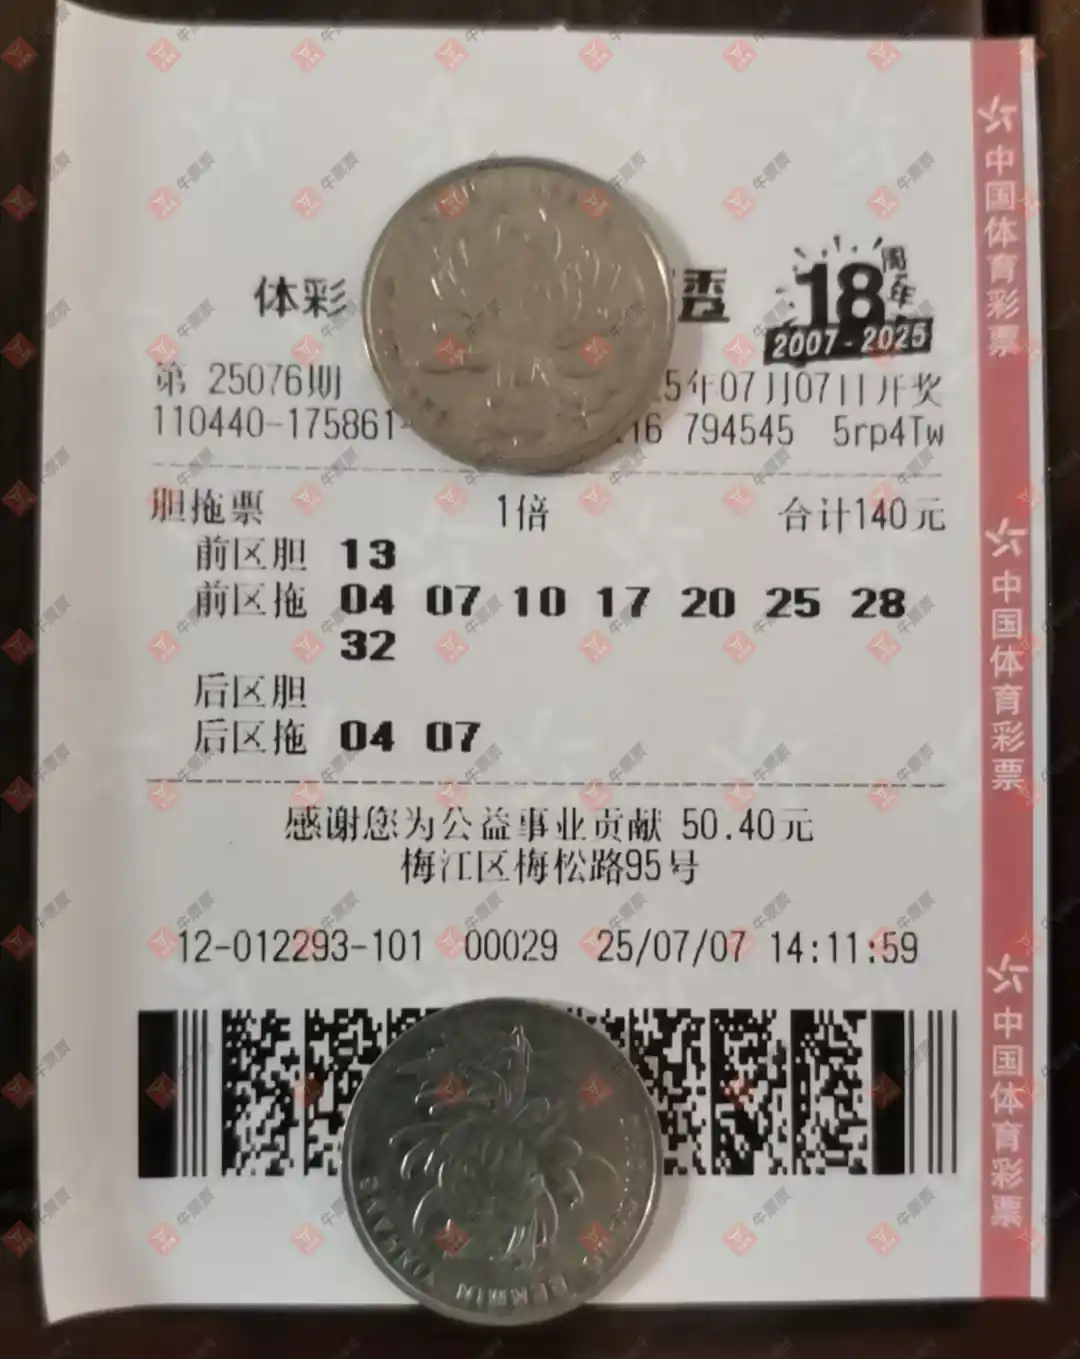 体彩
透
18周年
2007-2025
第 25076期
5年07月07日开奖
110440-175861-
16 794545 5rp4Tw
胆拖票 1倍 合计140元
前区胆 13
前区拖 04 07 10 17 20 25 28
32
后区胆
后区拖 04 07
感谢您为公益事业贡献 50.40元
梅江区梅松路95号
12-012293-101 00029 25/07/07 14:11:59
中国体育彩票
中国体育彩票
中国体育彩票
牛票票